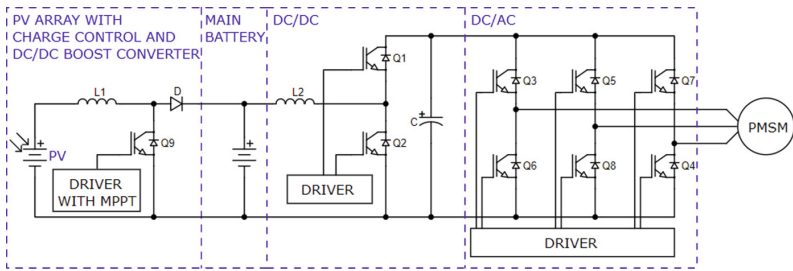 PV ARRAY WITH
CHARGE CONTROL AND
DC/DC BOOST CONVERTER
MAIN
BATTERY
DC/DC
DC/AC
L1
D
+
PV
Q9
DRIVER
WITH MPPT
+
L2
Q1
Q2
DRIVER
+
C
Q3
Q5
Q7
Q6
Q8
Q4
DRIVER
PMSM